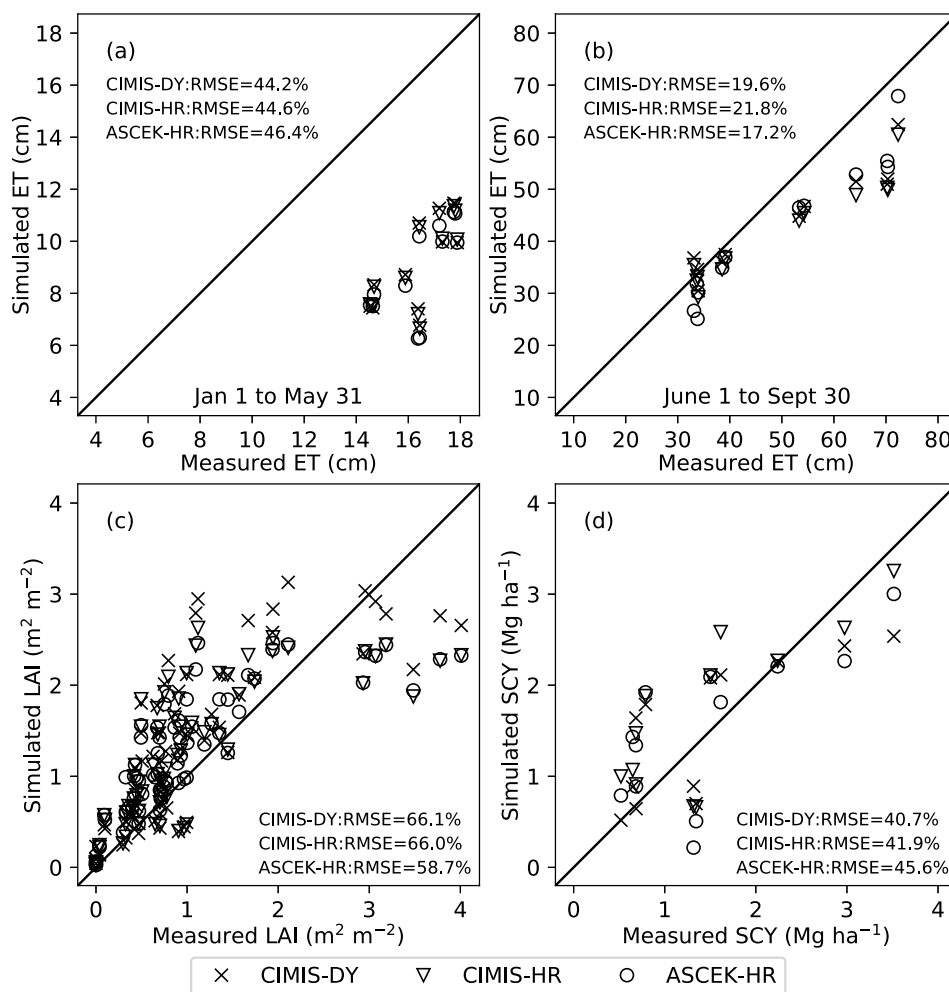 (a)
CIMIS-DY:RMSE=44.2%
CIMIS-HR:RMSE=44.6%
ASCEK-HR:RMSE=46.4%
Jan 1 to May 31
18
16
14
12
10
8
6
4
Simulated ET (cm)
4 6 8 10 12 14 16 18
Measured ET (cm)
(b)
CIMIS-DY:RMSE=19.6%
CIMIS-HR:RMSE=21.8%
ASCEK-HR:RMSE=17.2%
June 1 to Sept 30
80
70
60
50
40
30
20
10
Simulated ET (cm)
10 20 30 40 50 60 70 80
Measured ET (cm)
(c)
CIMIS-DY:RMSE=66.1%
CIMIS-HR:RMSE=66.0%
ASCEK-HR:RMSE=58.7%
4
3
2
1
0
Simulated LAI (m² m⁻²)
0 1 2 3 4
Measured LAI (m² m⁻²)
(d)
CIMIS-DY:RMSE=40.7%
CIMIS-HR:RMSE=41.9%
ASCEK-HR:RMSE=45.6%
4
3
2
1
0
Simulated SCY (Mg ha⁻¹)
0 1 2 3 4
Measured SCY (Mg ha⁻¹)
CIMIS-DY CIMIS-HR ASCEK-HR